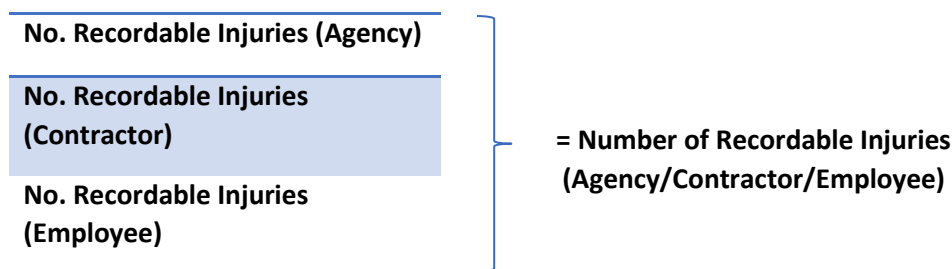 No. Recordable Injuries (Agency)
No. Recordable Injuries
(Contractor)
No. Recordable Injuries
(Employee)
= Number of Recordable Injuries
(Agency/Contractor/Employee)